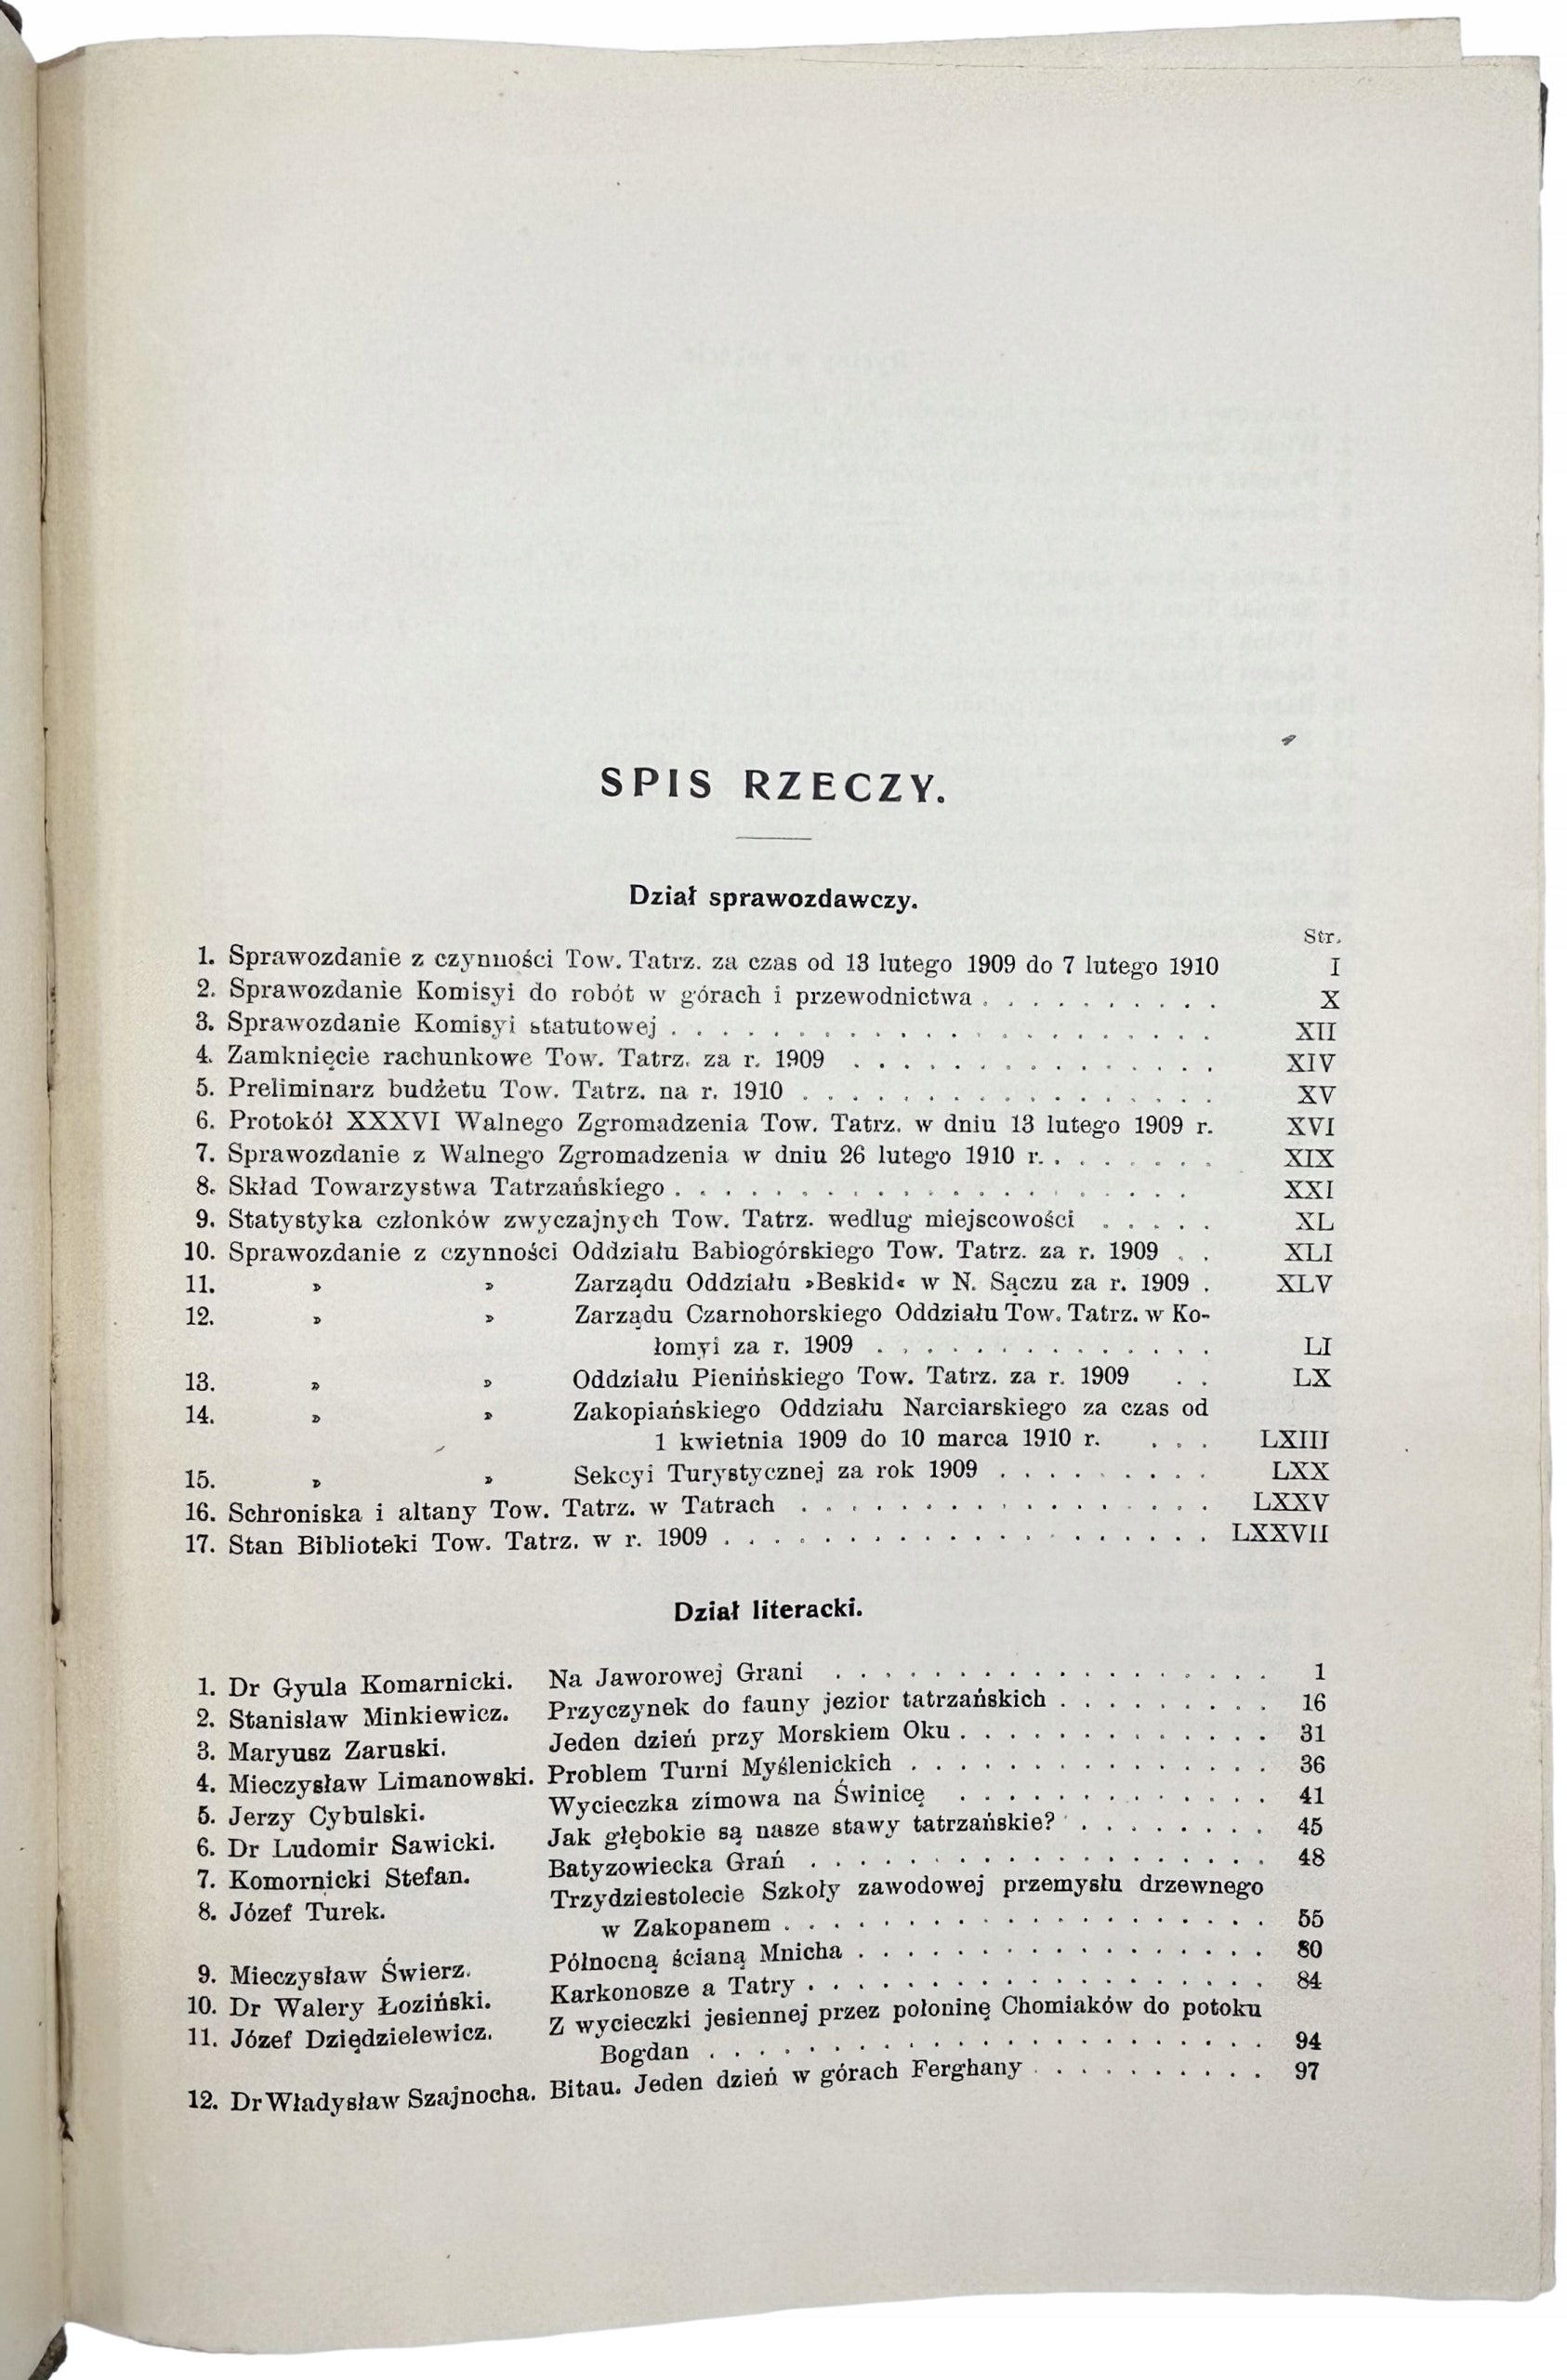 SPIS RZECZY.
Dział sprawozdawczy.
Str.
1. Sprawozdanie z czynności Tow. Tatrz. za czas od 13 lutego 1909 do 7 lutego 1910 I
2. Sprawozdanie Komisyi do robót w górach i przewodnictwa . . . . . . . . . . X
3. Sprawozdanie Komisyi statutowej . . . . . . . . . . . . . . . . . . . . . XII
4. Zamknięcie rachunkowe Tow. Tatrz. za r. 1909 . . . . . . . . . . . . . . . XIV
5. Preliminarz budżetu Tow. Tatrz. na r. 1910 . . . . . . . . . . . . . . . . . XV
6. Protokół XXXVI Walnego Zgromadzenia Tow. Tatrz. w dniu 13 lutego 1909 r. XVI
7. Sprawozdanie z Walnego Zgromadzenia w dniu 26 lutego 1910 r. . . . . . . . XIX
8. Skład Towarzystwa Tatrzańskiego . . . . . . . . . . . . . . . . . . . . . XXI
9. Statystyka członków zwyczajnych Tow. Tatrz. według miejscowości . . . . . XL
10. Sprawozdanie z czynności Oddziału Babiogórskiego Tow. Tatrz. za r. 1909 . . XLI
11. » » Zarządu Oddziału »Beskid« w N. Sączu za r. 1909 . XLV
12. » » Zarządu Czarnohorskiego Oddziału Tow. Tatrz. w Ko-
łomyi za r. 1909 . . . . . . . . . . . . . . LI
13. » » Oddziału Pienińskiego Tow. Tatrz. za r. 1909 . . LX
14. » » Zakopiańskiego Oddziału Narciarskiego za czas od
1 kwietnia 1909 do 10 marca 1910 r. . . . LXIII
15. » » Sekcyi Turystycznej za rok 1909 . . . . . . . . . LXX
16. Schroniska i altany Tow. Tatrz. w Tatrach . . . . . . . . . . . . . . . . . LXXV
17. Stan Biblioteki Tow. Tatrz. w r. 1909 . . . . . . . . . . . . . . . . . . . . LXXVII
Dział literacki.
1. Dr Gyula Komarnicki. Na Jaworowej Grani . . . . . . . . . . . . . . . . . . 1
2. Stanisław Minkiewicz. Przyczynek do fauny jezior tatrzańskich . . . . . . . . . 16
3. Maryusz Zaruski. Jeden dzień przy Morskiem Oku . . . . . . . . . . . . . 31
4. Mieczysław Limanowski. Problem Turni Myślenickich . . . . . . . . . . . . . . . 36
5. Jerzy Cybulski. Wycieczka zimowa na Świnicę . . . . . . . . . . . . . 41
6. Dr Ludomir Sawicki. Jak głębokie są nasze stawy tatrzańskie? . . . . . . . . 45
7. Komornicki Stefan. Batyzowiecka Grań . . . . . . . . . . . . . . . . . . . 48
8. Józef Turek. Trzydziestolecie Szkoły zawodowej przemysłu drzewnego
w Zakopanem . . . . . . . . . . . . . . . . . . . . 55
9. Mieczysław Świerz. Północną ścianą Mnicha . . . . . . . . . . . . . . . . . 80
10. Dr Walery Łoziński. Karkonosze a Tatry . . . . . . . . . . . . . . . . . . . 84
11. Józef Dziędzielewicz. Z wycieczki jesiennej przez połoninę Chomiaków do potoku
Bogdan . . . . . . . . . . . . . . . . . . . . . . 94
12. Dr Władysław Szajnocha. Bitau. Jeden dzień w górach Ferghany . . . . . . . . . . 97